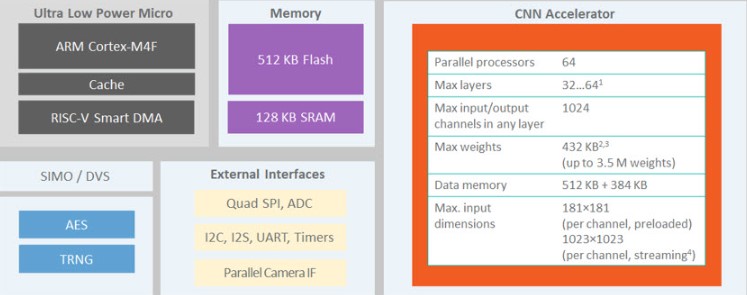 Ultra Low Power Micro
ARM Cortex-M4F
Cache
RISC-V Smart DMA
Memory
512 KB Flash
128 KB SRAM
SIMO / DVS
AES
TRNG
External Interfaces
Quad SPI, ADC
I2C, I2S, UART, Timers
Parallel Camera IF
CNN Accelerator
Parallel processors 64
Max layers 32...64¹
Max input/output
channels in any layer 1024
Max weights 432 KB²,³
(up to 3.5 M weights)
Data memory 512 KB + 384 KB
Max. input 181×181
dimensions (per channel, preloaded)
1023×1023
(per channel, streaming⁴)